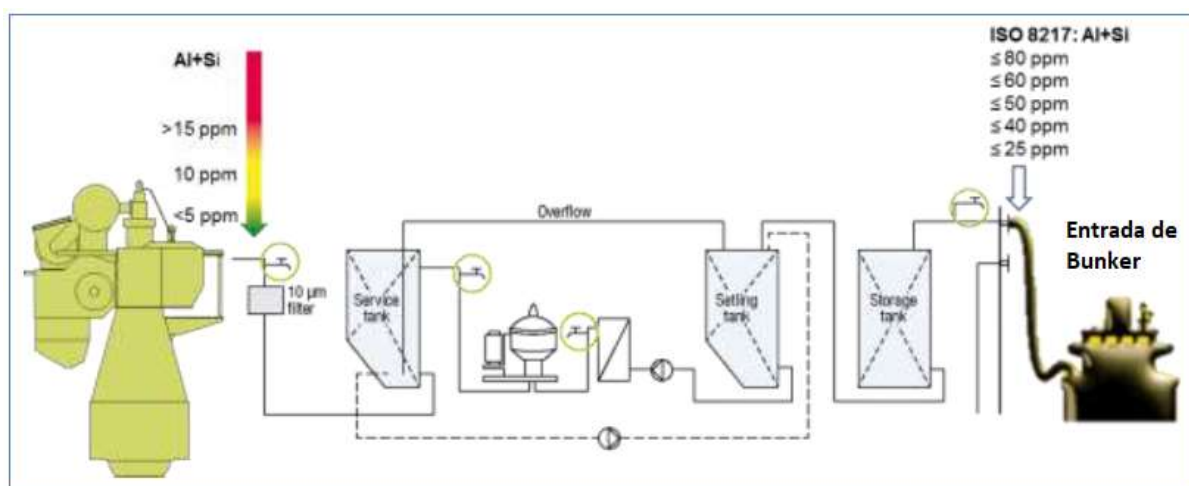 Al+Si
>15 ppm
10 ppm
<5 ppm
10 µm
filter
Service
tank
Overflow
Setling
tank
Storage
tank
ISO 8217: Al+Si
≤ 80 ppm
≤ 60 ppm
≤ 50 ppm
≤ 40 ppm
≤ 25 ppm
Entrada de
Bunker